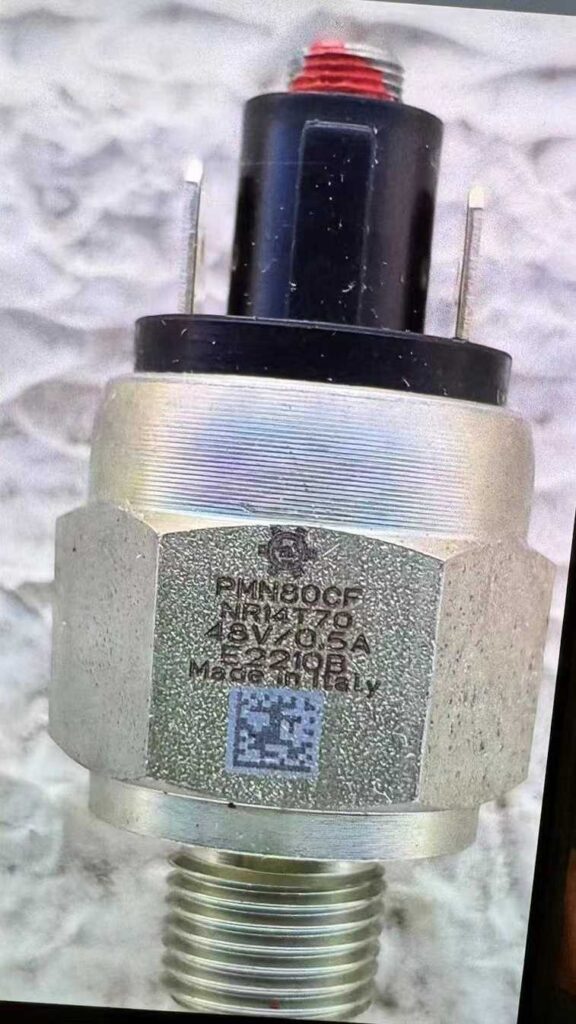 PMN80CF
NR14T70
48V/0.5A
E2210B
Made in Italy